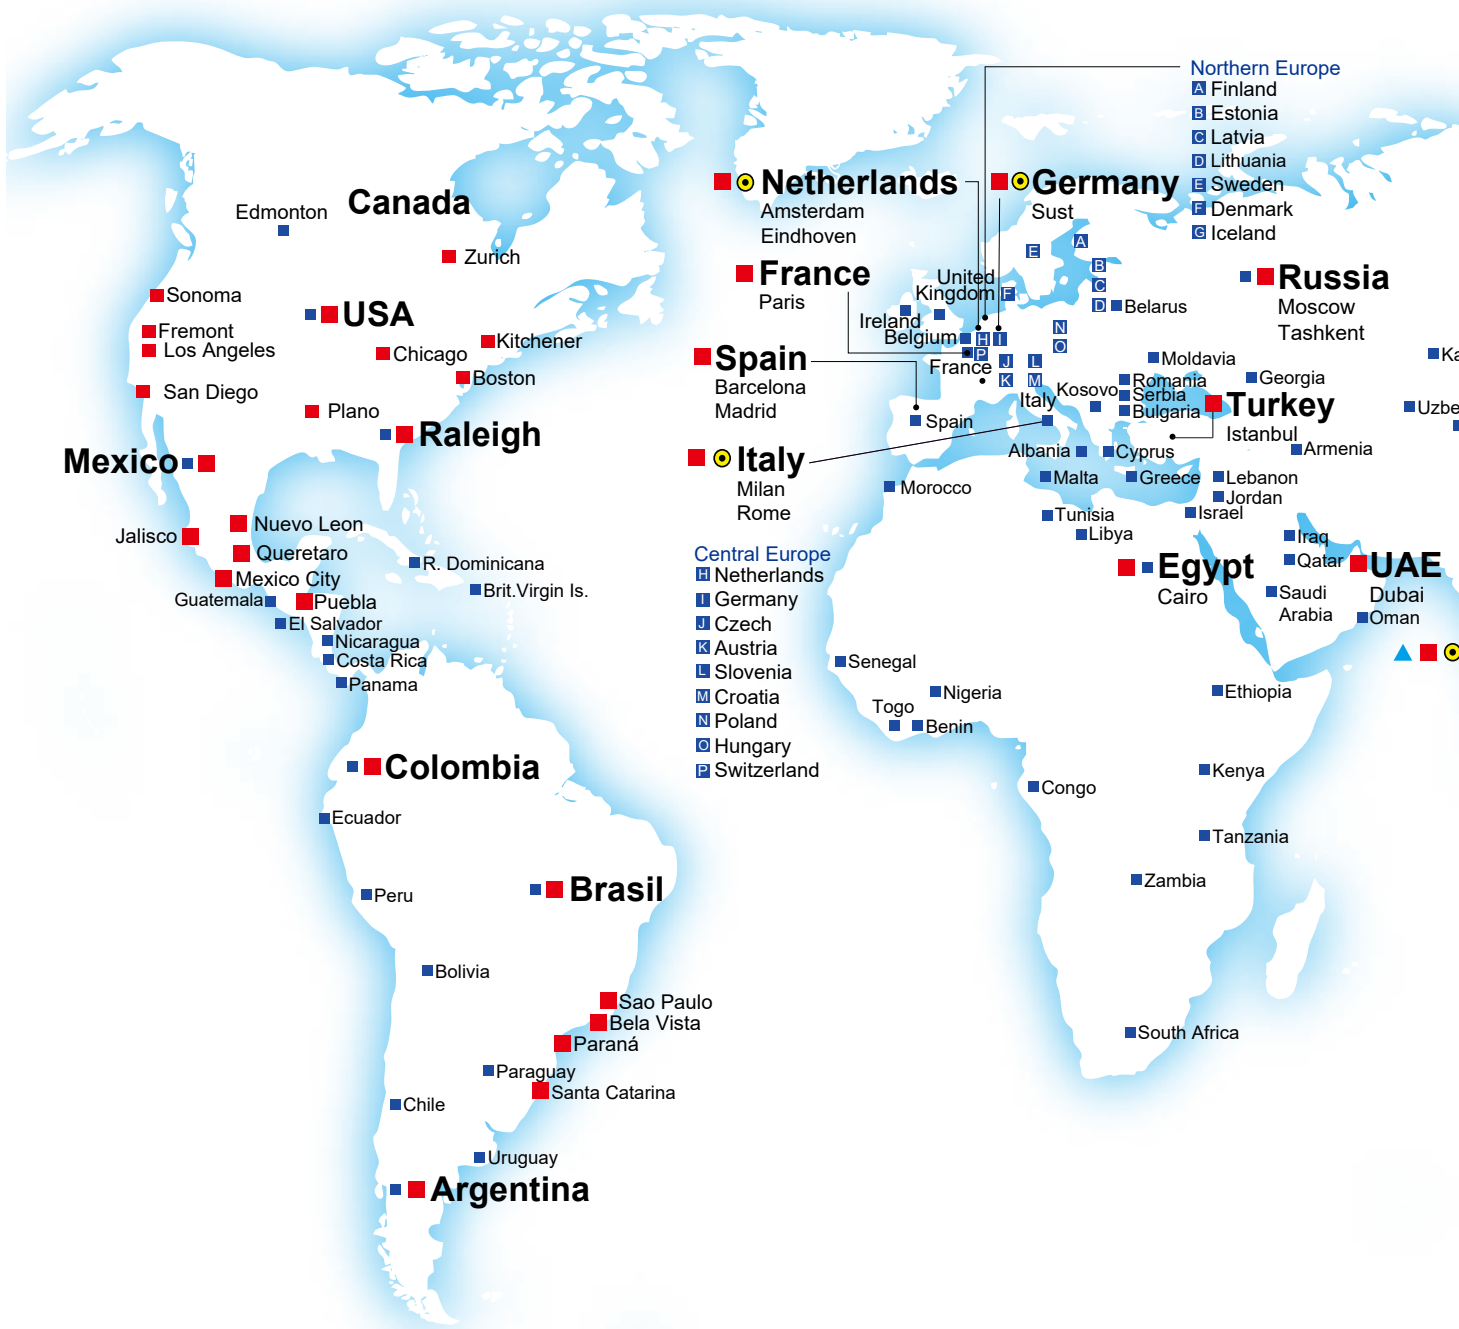 Northern Europe
A Finland
B Estonia
C Latvia
D Lithuania
E Sweden
F Denmark
G Iceland
Netherlands
Amsterdam
Eindhoven
Germany
Sust
Canada
Edmonton
Zurich
Sonoma
USA
Fremont
Los Angeles
Chicago
Kitchener
San Diego
Boston
Plano
Raleigh
Mexico
Nuevo Leon
Jalisco
Queretaro
Mexico City
R. Dominicana
Brit.Virgin Is.
Guatemala
Puebla
El Salvador
Nicaragua
Costa Rica
Panama
Colombia
Ecuador
Peru
Brasil
Bolivia
Sao Paulo
Bela Vista
Paraná
Paraguay
Santa Catarina
Chile
Uruguay
Argentina
France
Paris
Spain
Barcelona
Madrid
Italy
Milan
Rome
Central Europe
H Netherlands
I Germany
J Czech
K Austria
L Slovenia
M Croatia
N Poland
O Hungary
P Switzerland
E
A
B
C
D
F
N
O
H
I
P
J
L
K
M
United
Kingdom
Ireland
Belgium
France
Belarus
Russia
Moscow
Tashkent
Moldavia
Ka
Romania
Georgia
Kosovo
Serbia
Bulgaria
Italy
Spain
Turkey
Istanbul
Uzbe
Albania
Cyprus
Armenia
Morocco
Malta
Greece
Lebanon
Jordan
Tunisia
Israel
Libya
Iraq
Qatar
Egypt
Cairo
UAE
Dubai
Saudi
Arabia
Oman
Senegal
Nigeria
Ethiopia
Togo
Benin
Kenya
Congo
Tanzania
Zambia
South Africa